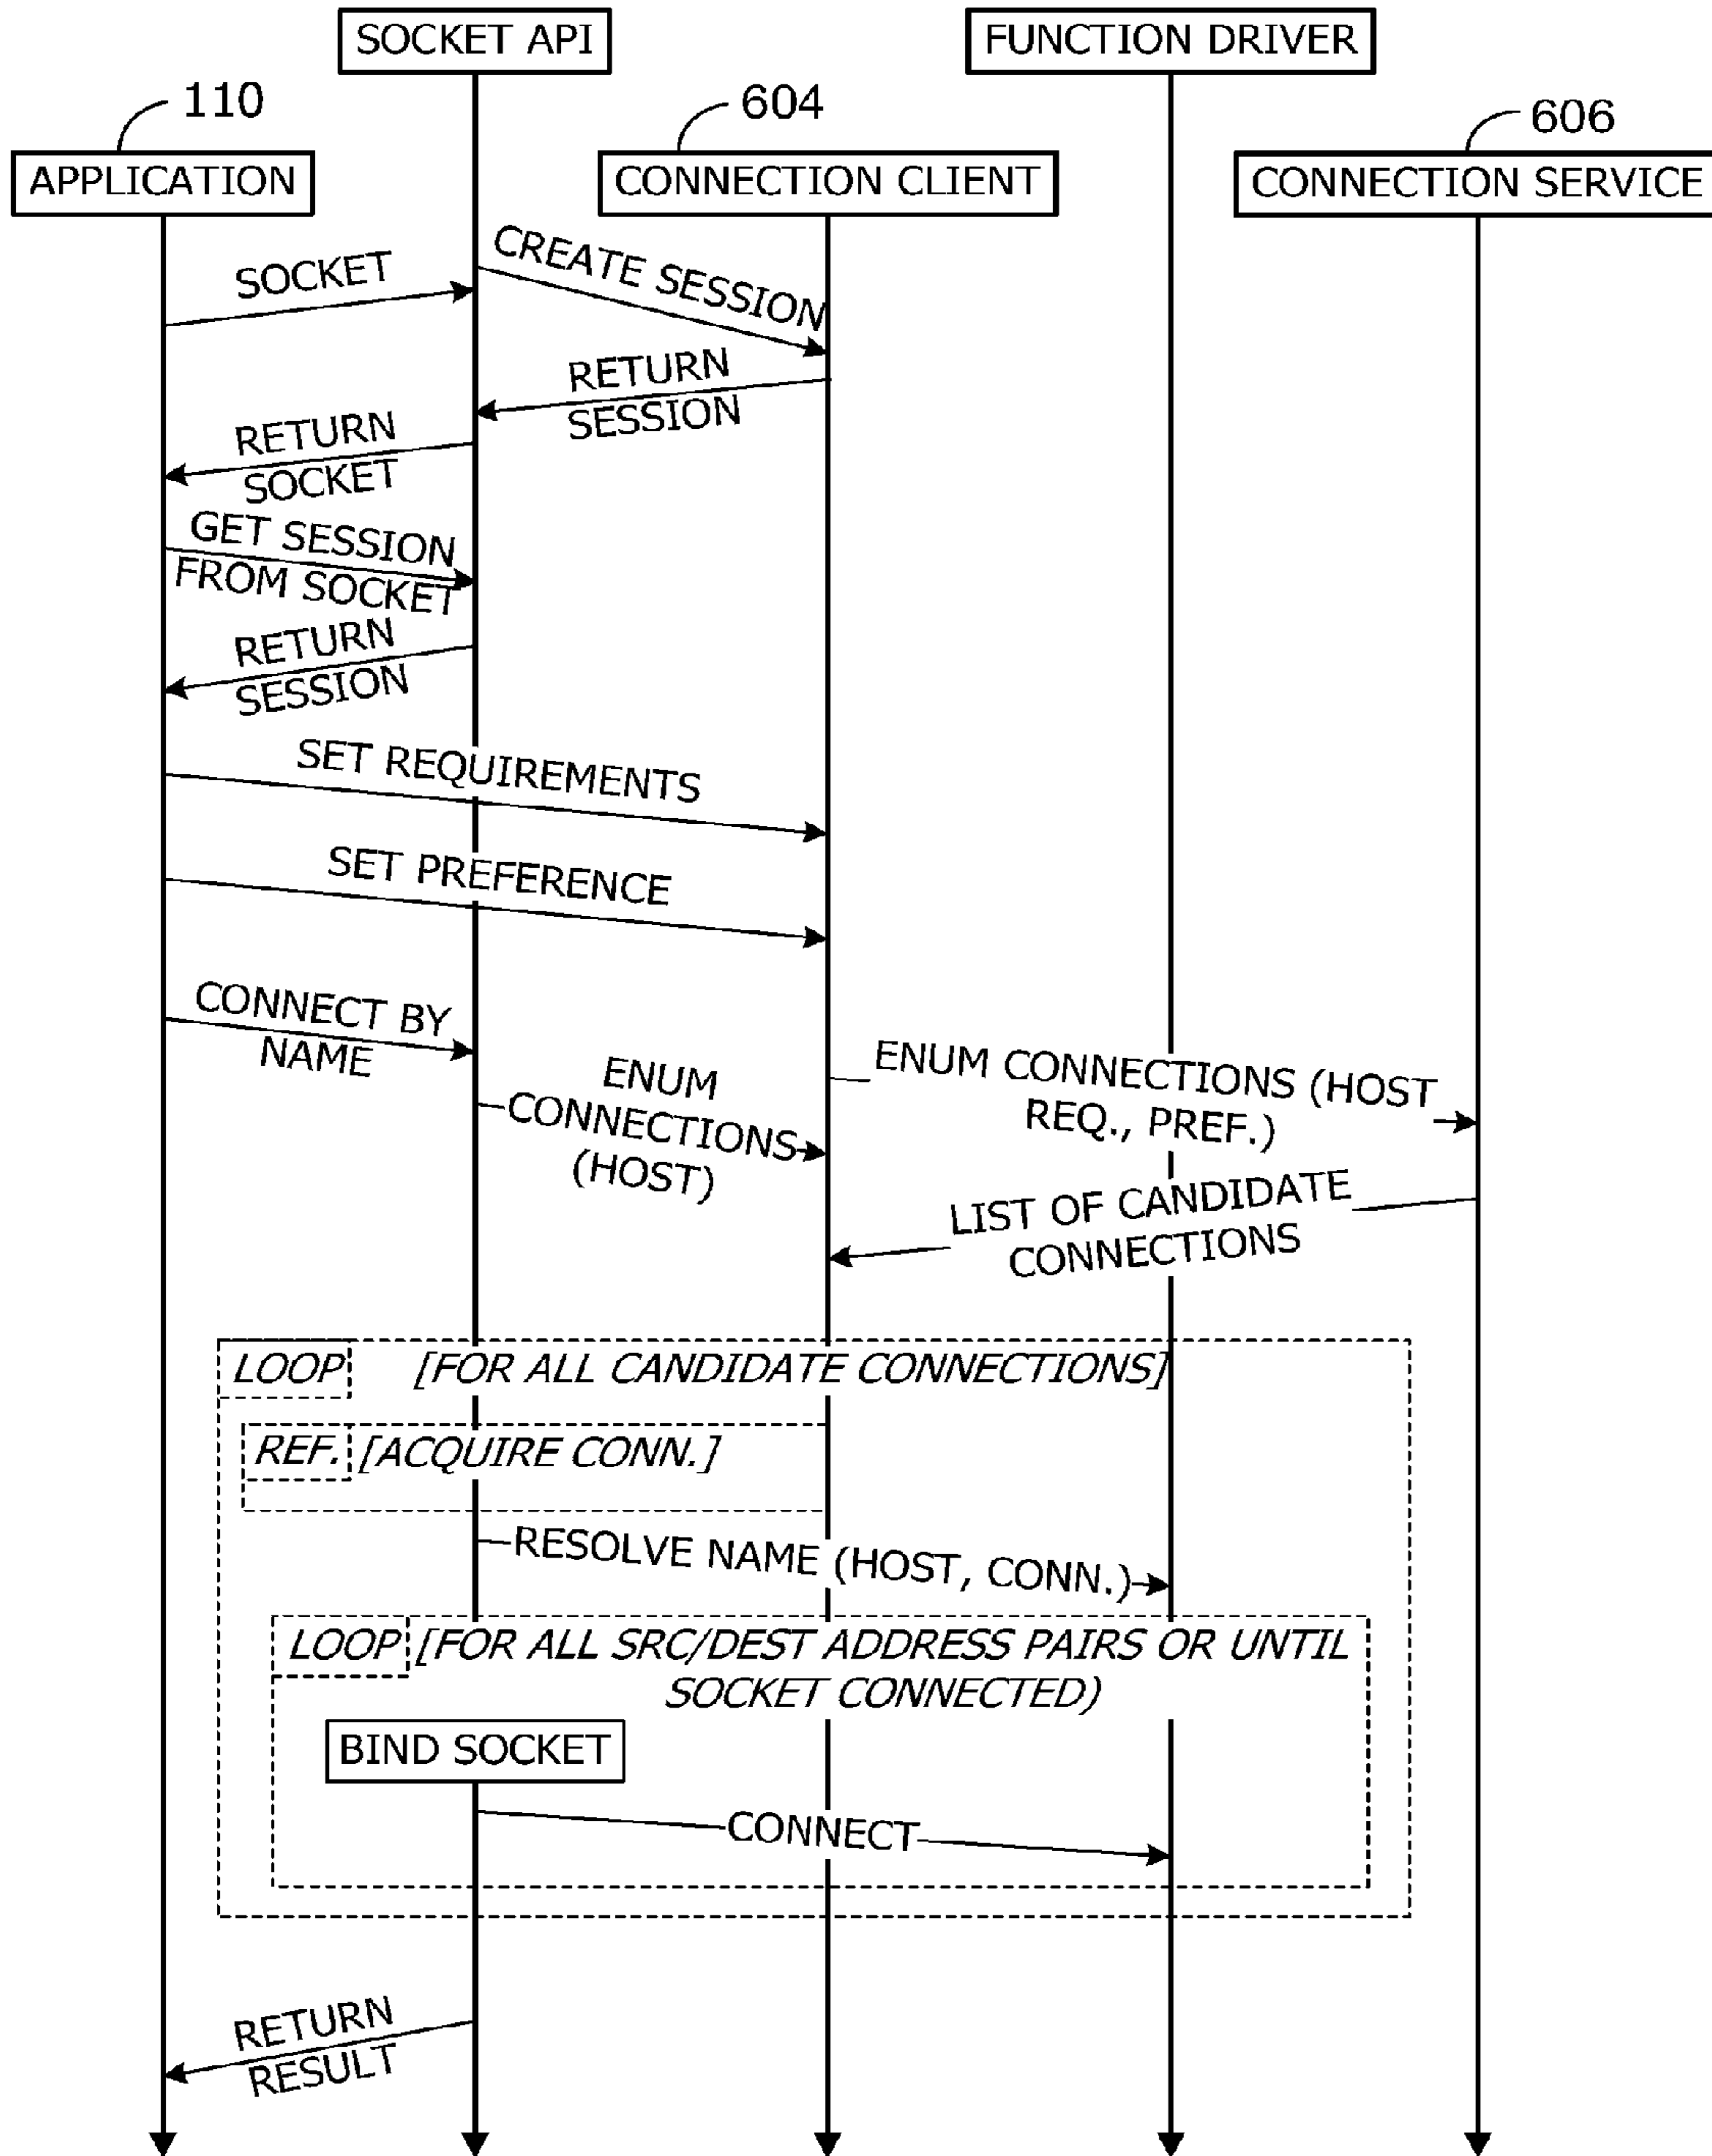 SOCKET API
FUNCTION DRIVER
110
604
606
APPLICATION
CONNECTION CLIENT
CONNECTION SERVICE
SOCKET
CREATE SESSION
RETURN
SESSION
RETURN
SOCKET
GET SESSION
FROM SOCKET
RETURN
SESSION
SET REQUIREMENTS
SET PREFERENCE
CONNECT BY
NAME
ENUM
CONNECTIONS
(HOST)
ENUM CONNECTIONS (HOST
REQ., PREF.)
LIST OF CANDIDATE
CONNECTIONS
LOOP [FOR ALL CANDIDATE CONNECTIONS]
REF. [ACQUIRE CONN.]
RESOLVE NAME (HOST, CONN.)
LOOP [FOR ALL SRC/DEST ADDRESS PAIRS OR UNTIL
SOCKET CONNECTED)
BIND SOCKET
CONNECT
RETURN
RESULT